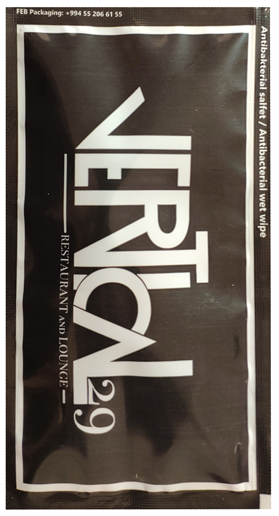 FEB Packaging: +994 55 206 61 55
Antibakterial salfet / Antibacterial wet wipe
VERTICAL
29
RESTAURANT AND LOUNGE